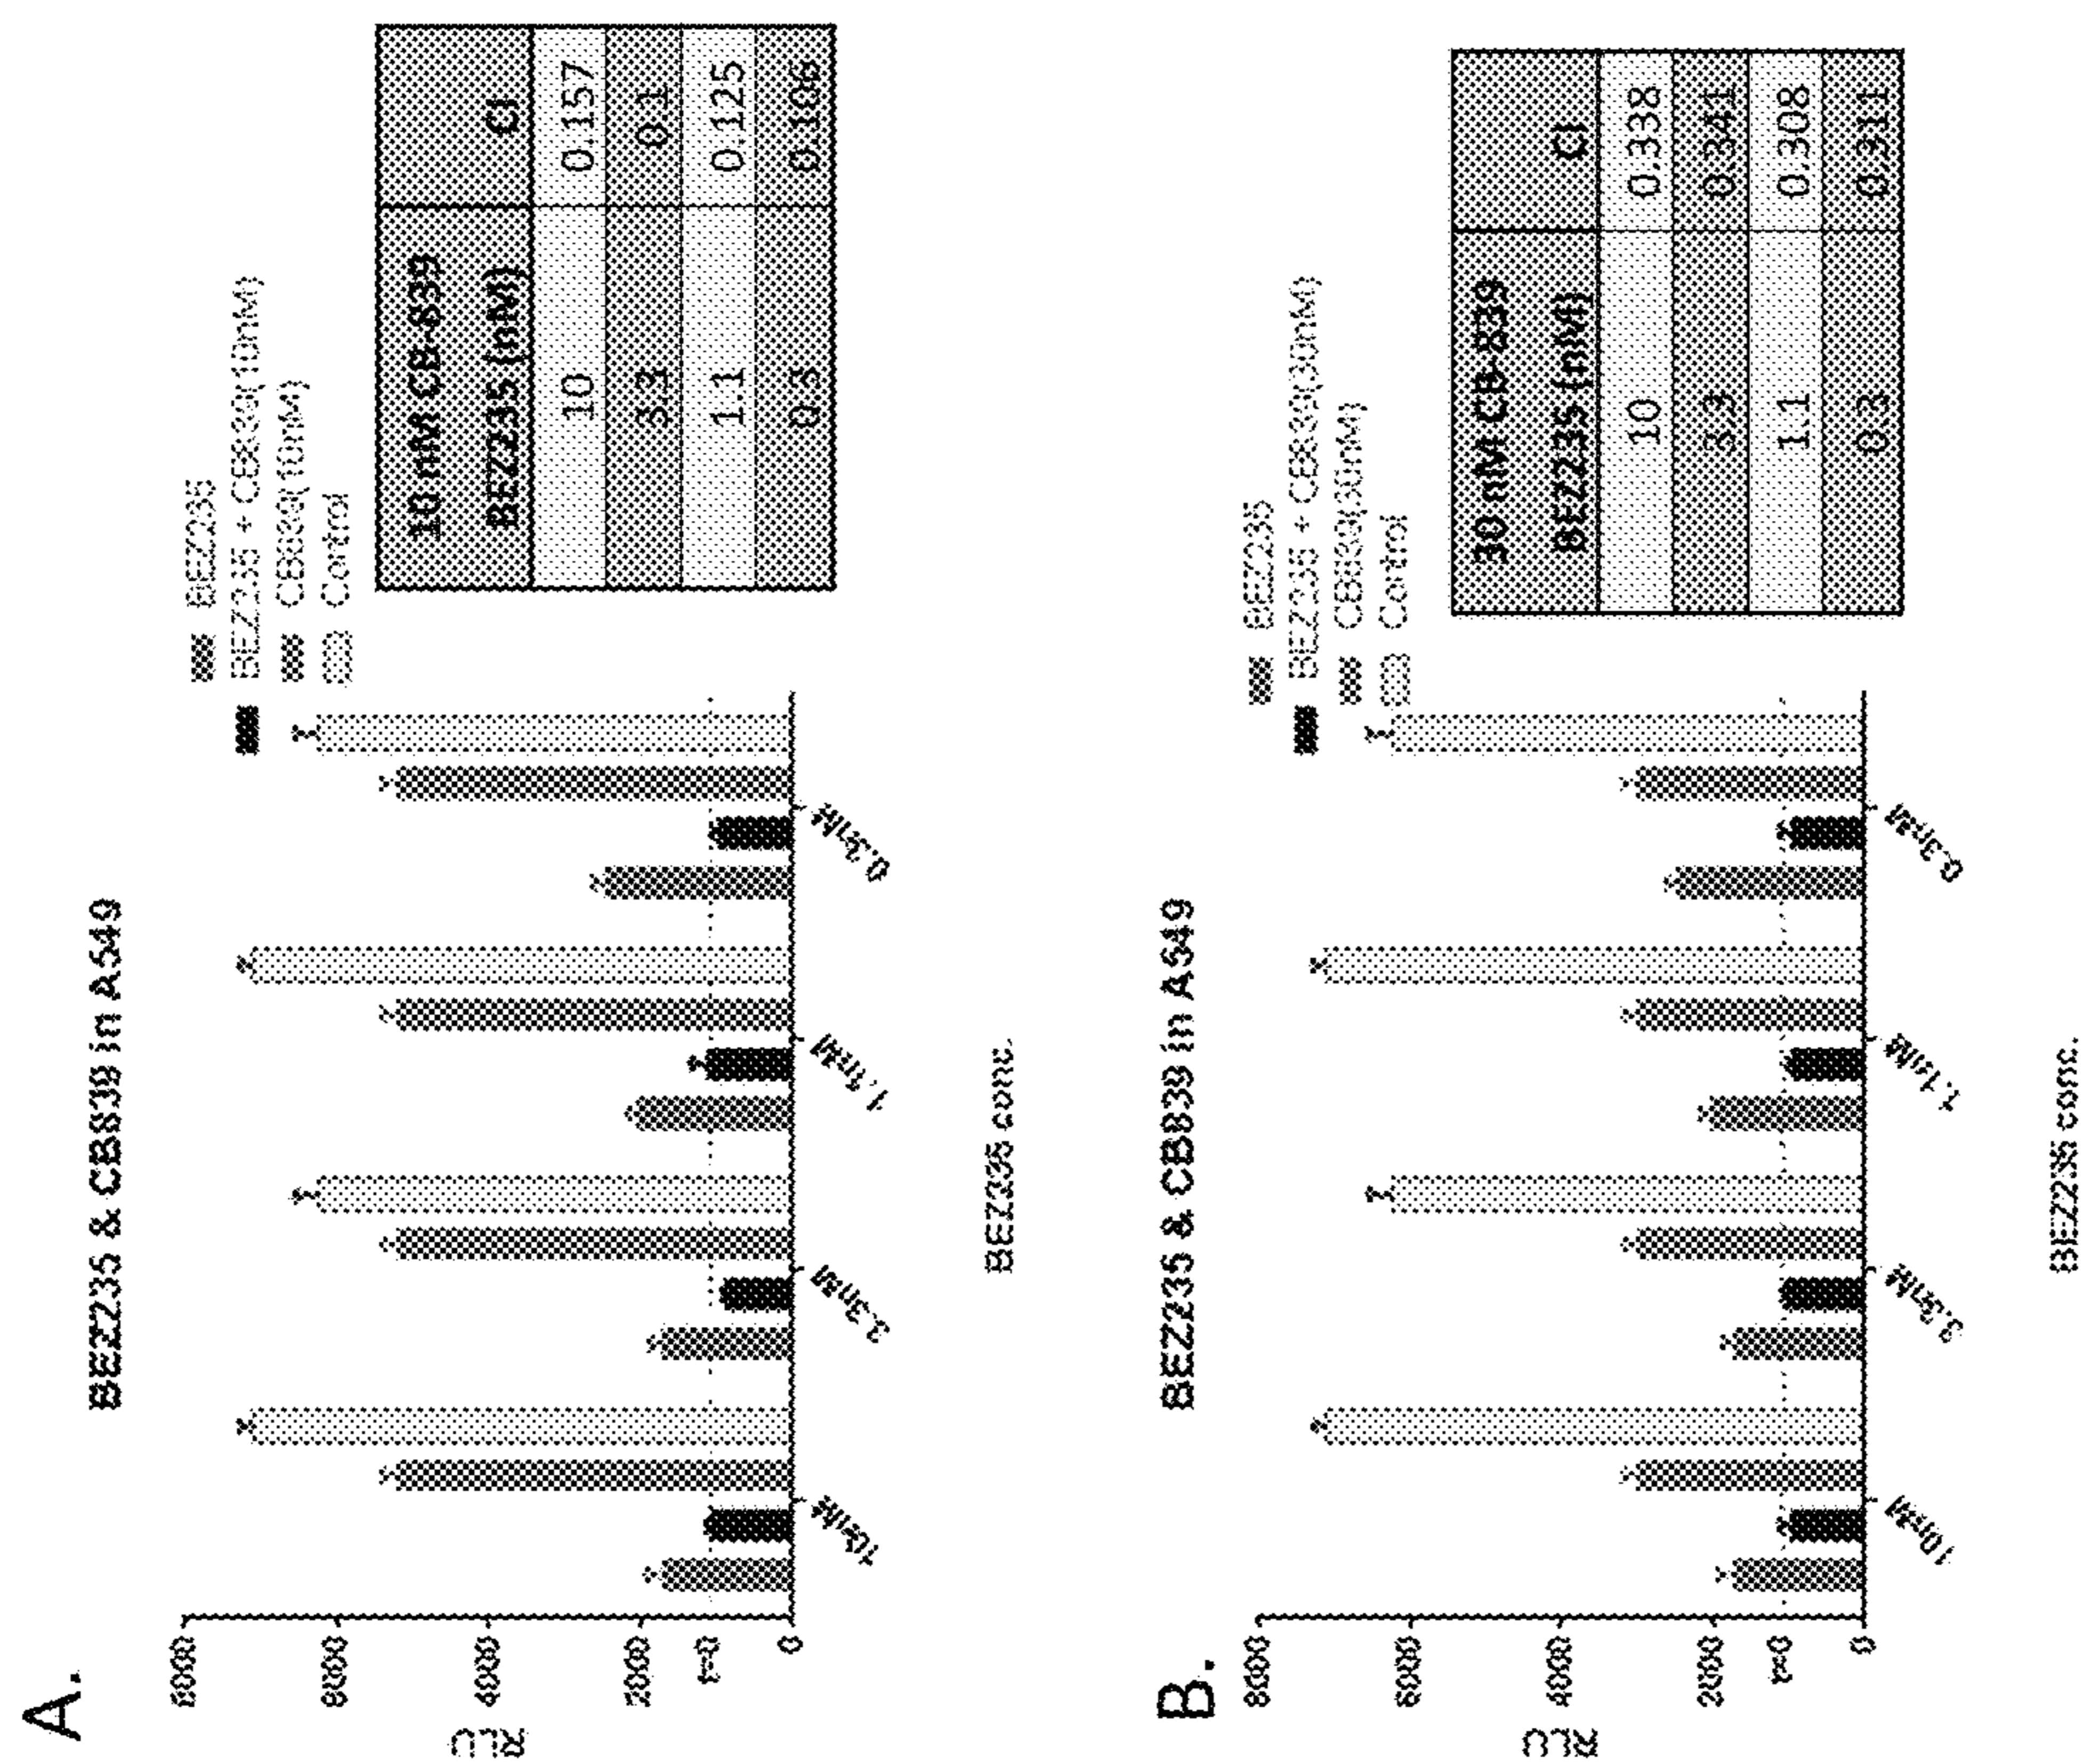 A.
BEZ235 & CB839 in A549
BEZ235
BEZ235 + CB839(10nM)
CB839(10nM)
Control
RLU
8000
6000
4000
2000
t=0
0
10nM
3.3nM
1.1nM
0.3nM
BEZ235 conc.
10 nM CB-839
BEZ235 (nM) CI
10 0.157
3.3 0.1
1.1 0.125
0.3 0.106
B.
BEZ235 & CB839 in A549
BEZ235
BEZ235 + CB839(30nM)
CB839(30nM)
Control
RLU
8000
6000
4000
2000
t=0
0
10nM
3.3nM
1.1nM
0.3nM
BEZ235 conc.
30 nM CB-839
BEZ235 (nM) CI
10 0.338
3.3 0.341
1.1 0.308
0.3 0.311